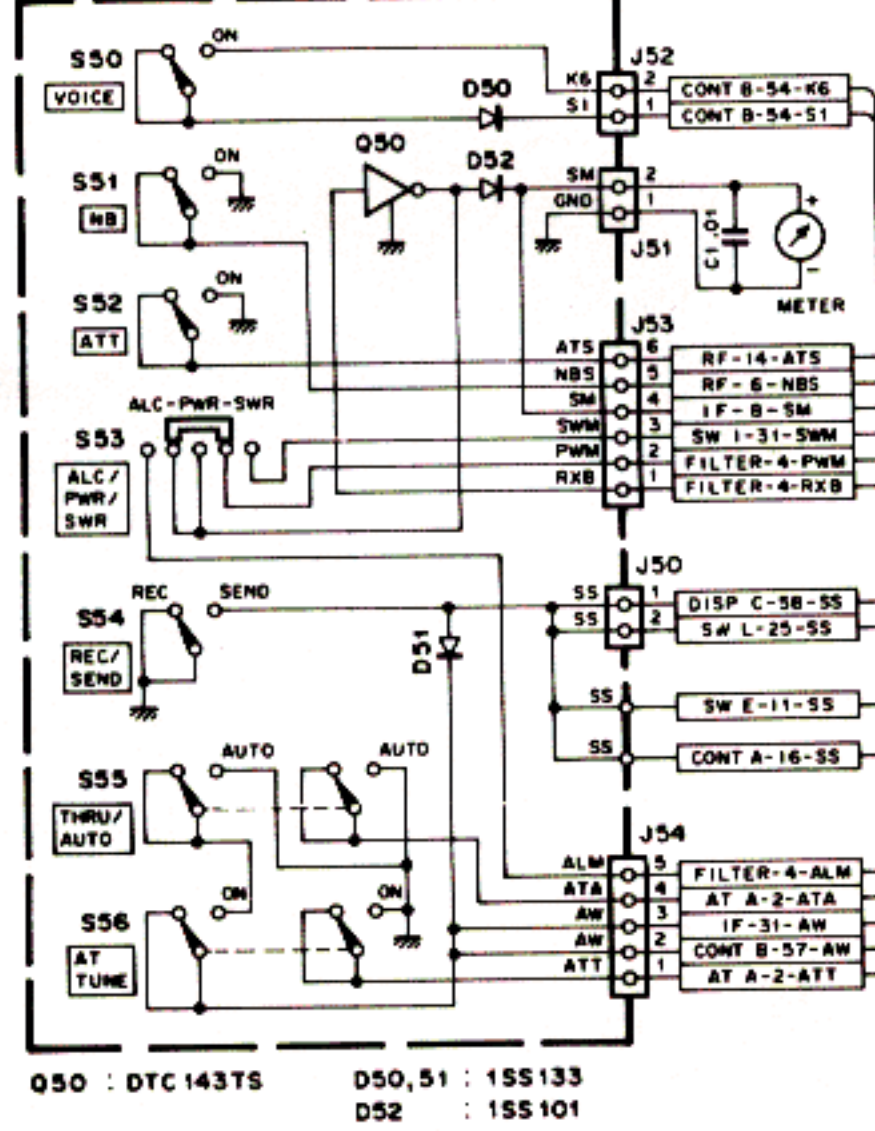 S50
VOICE
ON
D50
K6
S1
J52
2
1
CONT B-54-K6
CONT B-54-S1
S51
NB
ON
Q50
D52
SM
GND
2
1
J51
C1 .01
+
-
METER
S52
ATT
ON
J53
ATS 6 RF-14-ATS
NBS 5 RF-6-NBS
SM 4 IF-8-SM
SWM 3 SW I-31-SWM
PWM 2 FILTER-4-PWM
RXB 1 FILTER-4-RXB
ALC-PWR-SWR
S53
ALC/
PWR/
SWR
REC
SEND
S54
REC/
SEND
D51
J50
SS 1 DISP C-58-SS
SS 2 SW L-25-SS
SS SW E-11-SS
SS CONT A-16-SS
S55
THRU/
AUTO
AUTO
AUTO
J54
ALM 5 FILTER-4-ALM
ATA 4 AT A-2-ATA
AW 3 IF-31-AW
AW 2 CONT B-57-AW
ATT 1 AT A-2-ATT
S56
AT
TUNE
ON
ON
Q50 : DTC143TS
D50,51 : 1SS133
D52 : 1SS101